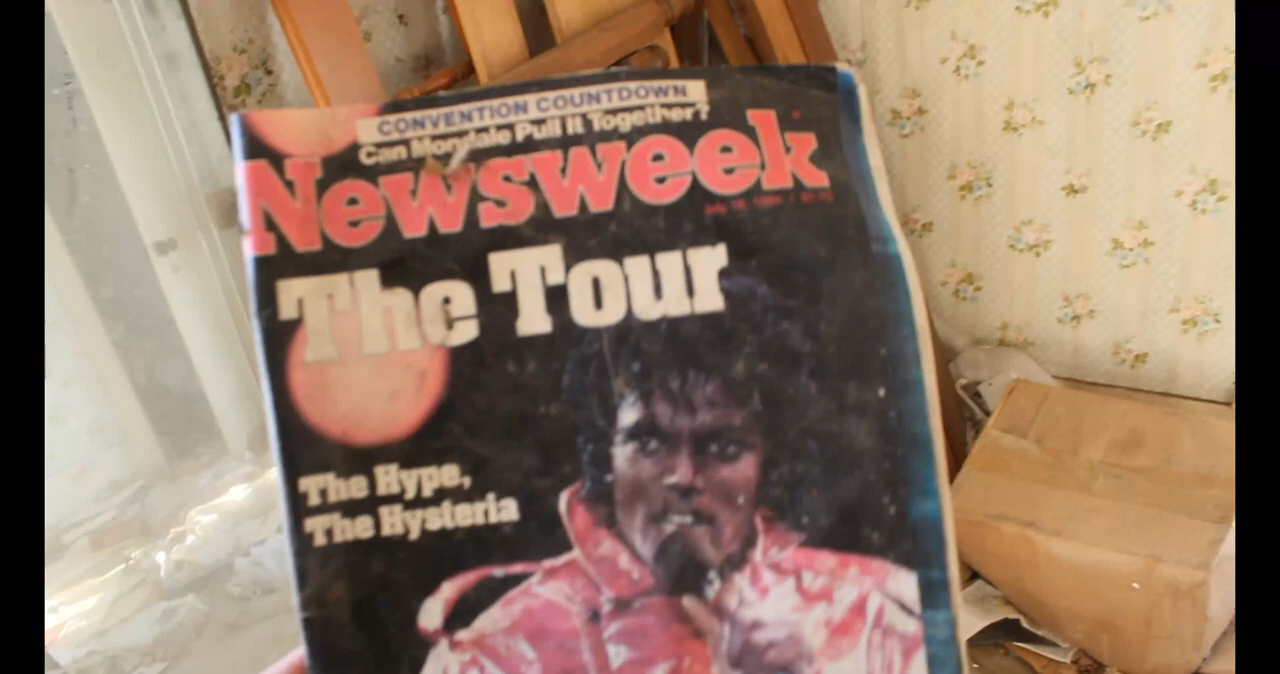 CONVENTION COUNTDOWN
Can Mondale Pull It Together?
Newsweek
The Tour
The Hype,
The Hysteria